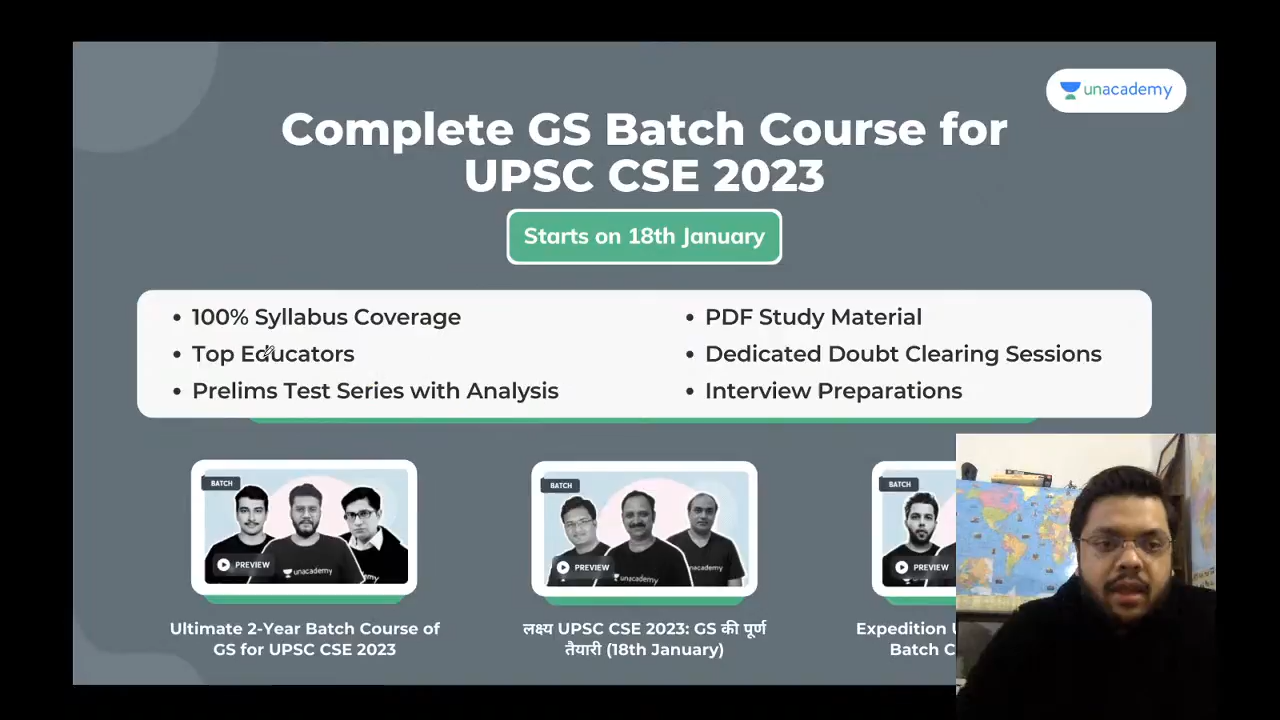 unacademy
Complete GS Batch Course for
UPSC CSE 2023
Starts on 18th January
• 100% Syllabus Coverage
• Top Educators
• Prelims Test Series with Analysis
• PDF Study Material
• Dedicated Doubt Clearing Sessions
• Interview Preparations
BATCH
PREVIEW
unacademy
Ultimate 2-Year Batch Course of
GS for UPSC CSE 2023
BATCH
PREVIEW
unacademy
लक्ष्य UPSC CSE 2023: GS की पूर्ण
तैयारी (18th January)
BATCH
PREVIEW
Expedition
Batch